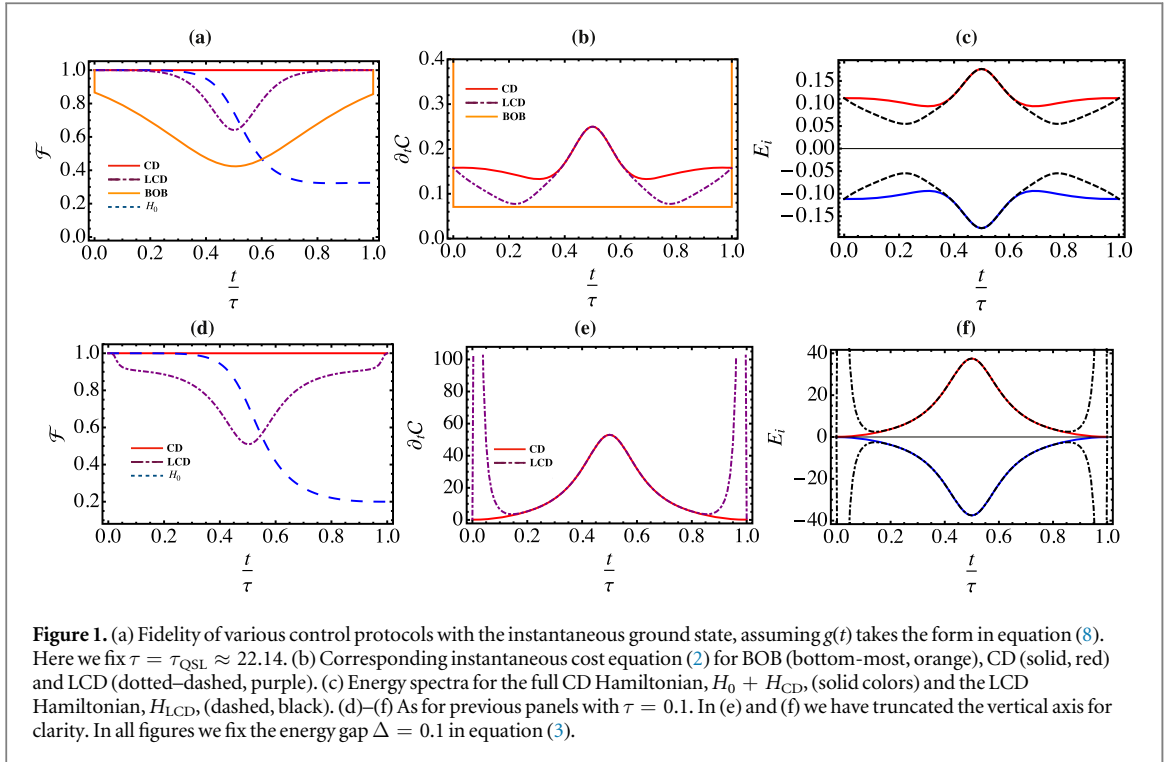 (a)
1.0
0.8
0.6
0.4
0.2
0.0
ℱ
CD
LCD
BOB
H₀
0.0 0.2 0.4 0.6 0.8 1.0
t/τ
(b)
0.4
0.3
0.2
0.1
0.0
∂ₜC
CD
LCD
BOB
0.0 0.2 0.4 0.6 0.8 1.0
t/τ
(c)
0.15
0.10
0.05
0.00
−0.05
−0.10
−0.15
Eᵢ
0.0 0.2 0.4 0.6 0.8 1.0
t/τ
(d)
1.0
0.8
0.6
0.4
0.2
ℱ
CD
LCD
H₀
0.0 0.2 0.4 0.6 0.8 1.0
t/τ
(e)
100
80
60
40
20
0
∂ₜC
CD
LCD
0.0 0.2 0.4 0.6 0.8 1.0
t/τ
(f)
40
20
0
−20
−40
Eᵢ
0.0 0.2 0.4 0.6 0.8 1.0
t/τ
Figure 1. (a) Fidelity of various control protocols with the instantaneous ground state, assuming g(t) takes the form in equation (8).
Here we fix τ = τ_QSL ≈ 22.14. (b) Corresponding instantaneous cost equation (2) for BOB (bottom-most, orange), CD (solid, red)
and LCD (dotted–dashed, purple). (c) Energy spectra for the full CD Hamiltonian, H₀ + H_CD, (solid colors) and the LCD
Hamiltonian, H_LCD, (dashed, black). (d)–(f) As for previous panels with τ = 0.1. In (e) and (f) we have truncated the vertical axis for
clarity. In all figures we fix the energy gap Δ = 0.1 in equation (3).